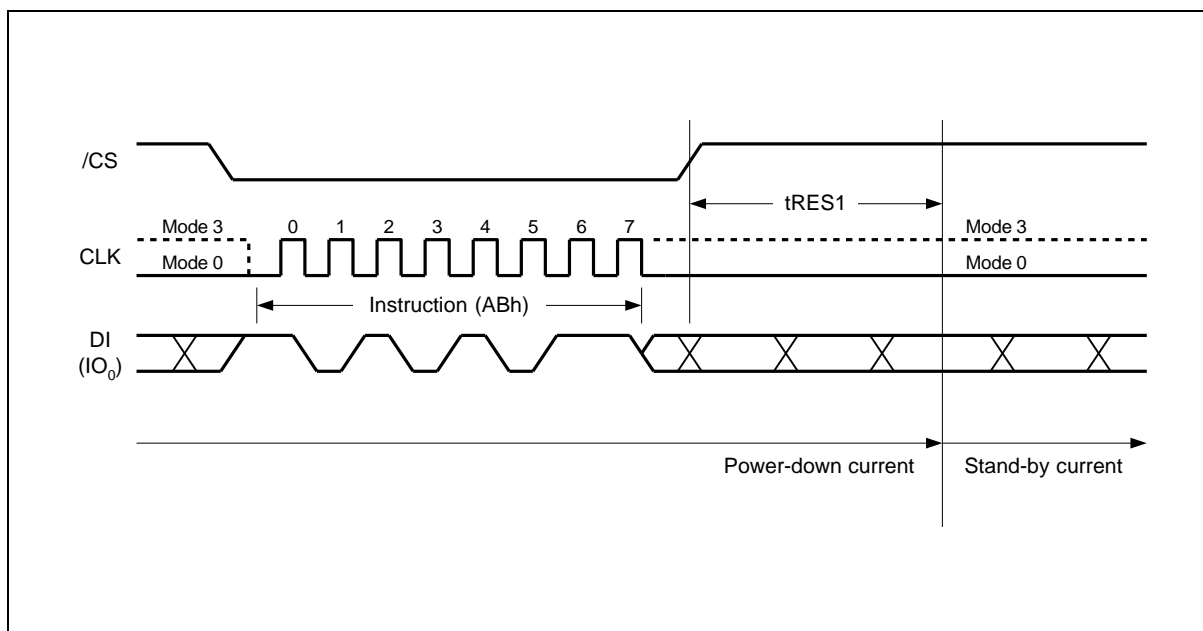 /CS
tRES1
Mode 3
0 1 2 3 4 5 6 7
Mode 3
CLK
Mode 0
Mode 0
Instruction (ABh)
DI
(IO₀)
Power-down current
Stand-by current